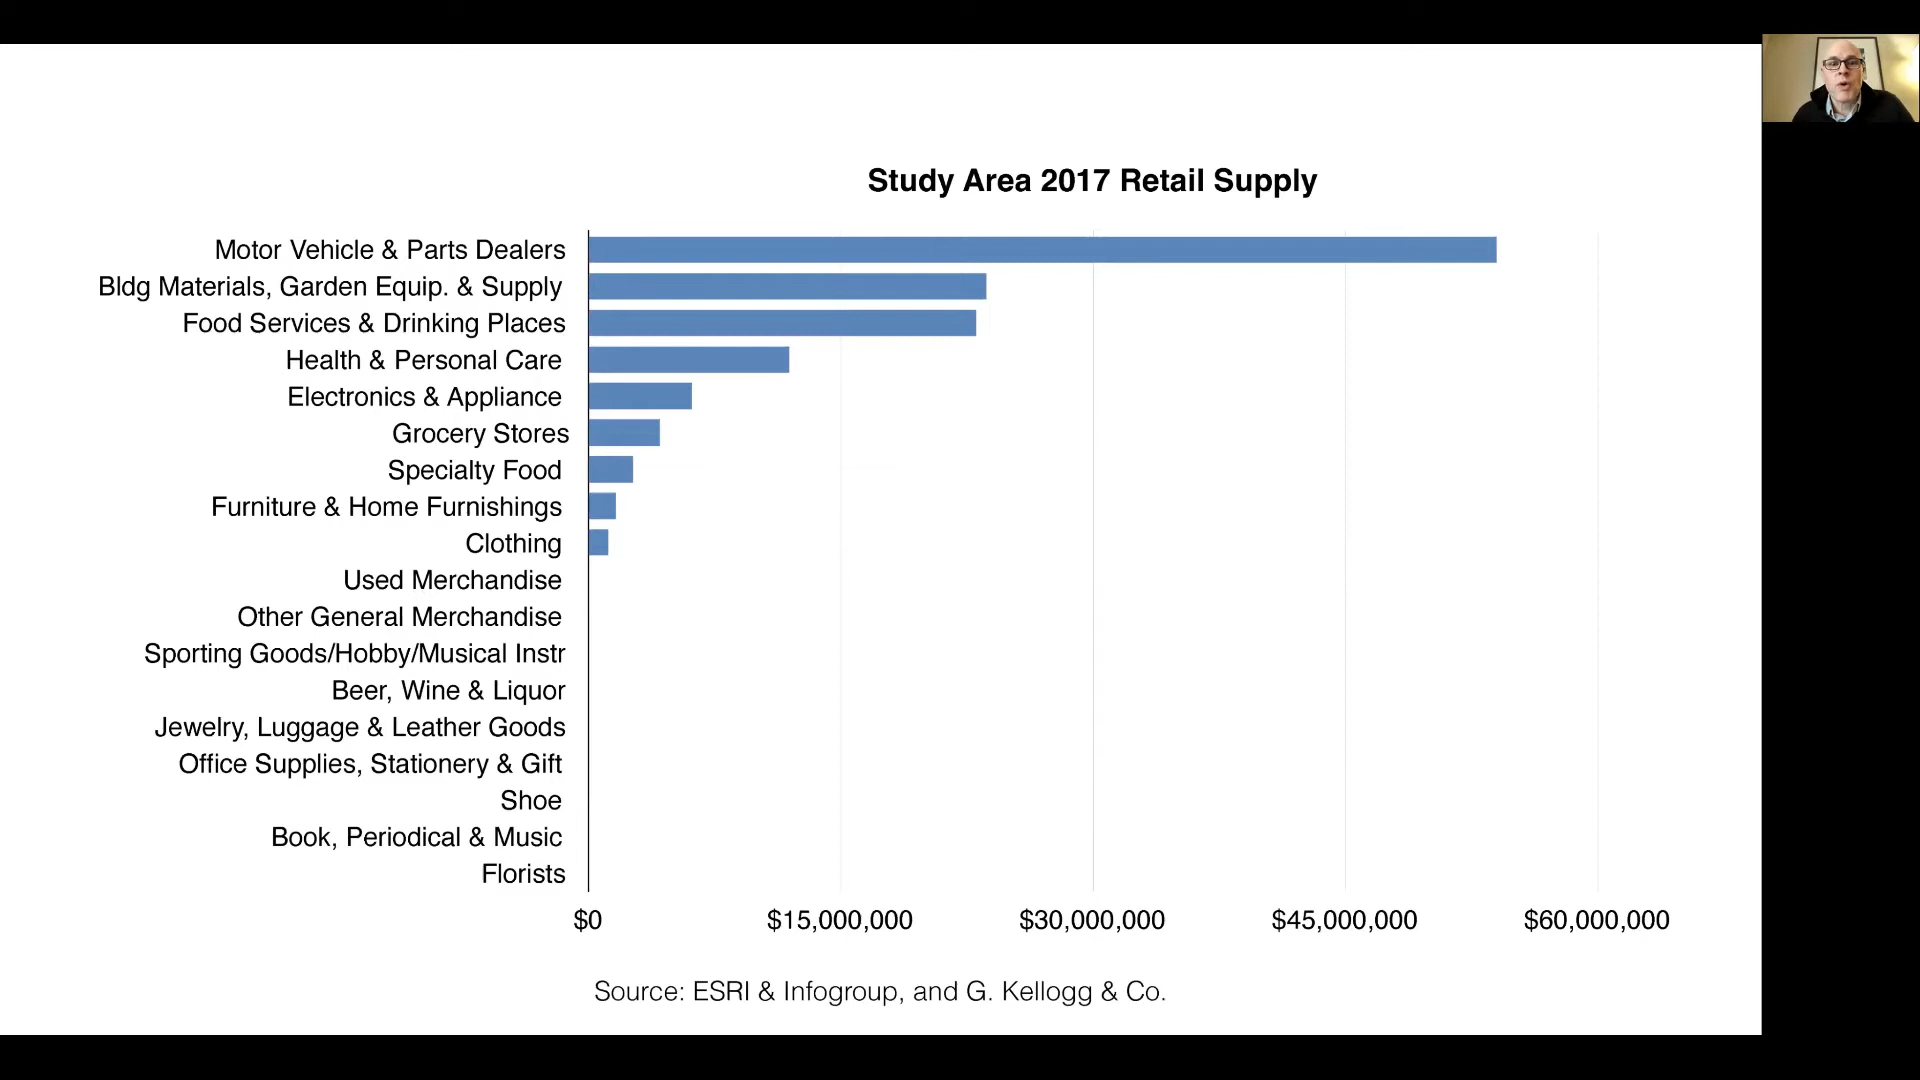 Study Area 2017 Retail Supply
Motor Vehicle & Parts Dealers
Bldg Materials, Garden Equip. & Supply
Food Services & Drinking Places
Health & Personal Care
Electronics & Appliance
Grocery Stores
Specialty Food
Furniture & Home Furnishings
Clothing
Used Merchandise
Other General Merchandise
Sporting Goods/Hobby/Musical Instr
Beer, Wine & Liquor
Jewelry, Luggage & Leather Goods
Office Supplies, Stationery & Gift
Shoe
Book, Periodical & Music
Florists
$0 $15,000,000 $30,000,000 $45,000,000 $60,000,000
Source: ESRI & Infogroup, and G. Kellogg & Co.